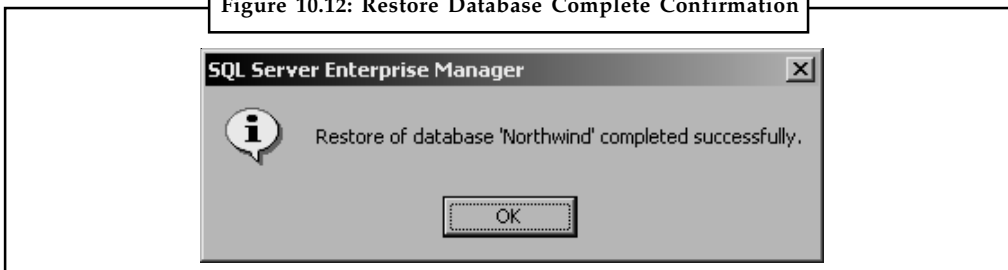 Figure 10.12: Restore Database Complete Confirmation
SQL Server Enterprise Manager
Restore of database 'Northwind' completed successfully.
OK